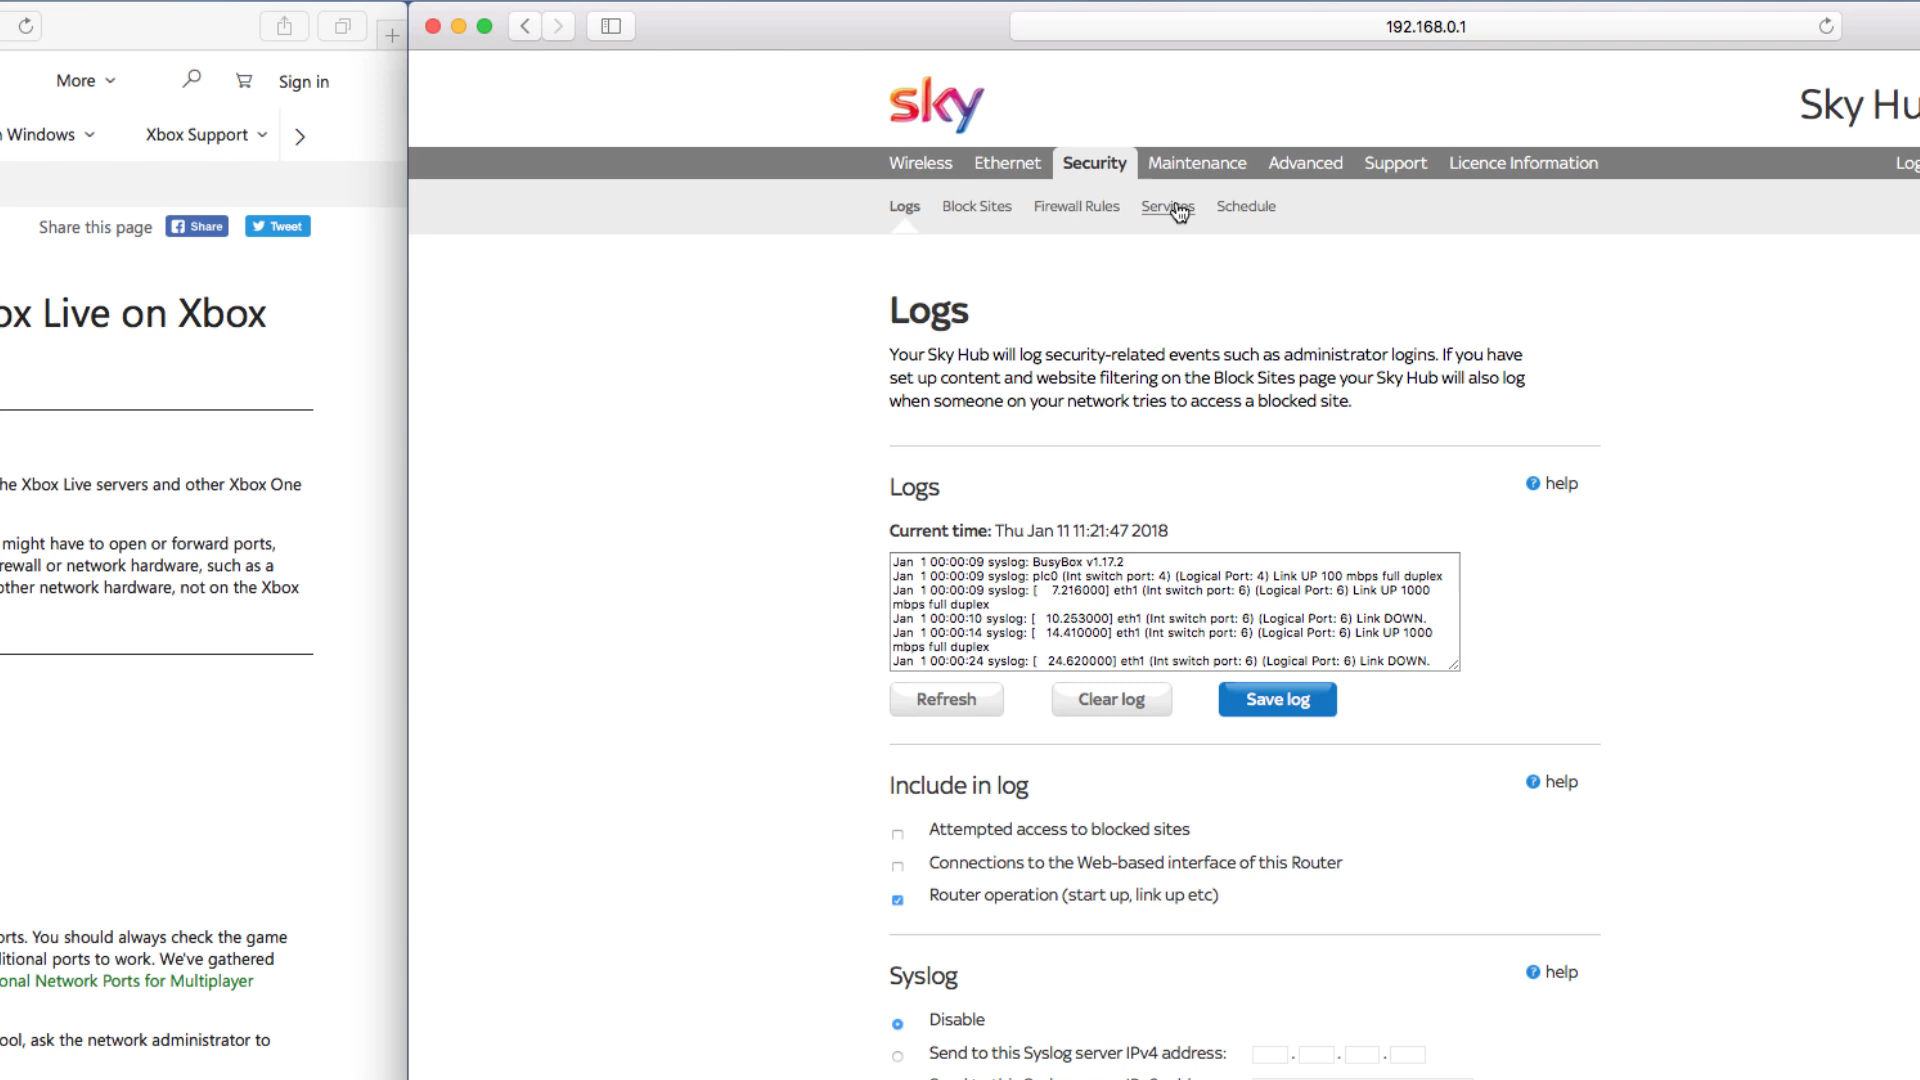 More
Sign in
Windows
Xbox Support
Share this page
Share
Tweet
ox Live on Xbox
he Xbox Live servers and other Xbox One
might have to open or forward ports,
rewall or network hardware, such as a
other network hardware, not on the Xbox
orts. You should always check the game
ditional ports to work. We've gathered
onal Network Ports for Multiplayer
ool, ask the network administrator to
192.168.0.1
sky
Sky Hu
Wireless Ethernet Security Maintenance Advanced Support Licence Information Log
Logs Block Sites Firewall Rules Services Schedule
Logs
Your Sky Hub will log security-related events such as administrator logins. If you have
set up content and website filtering on the Block Sites page your Sky Hub will also log
when someone on your network tries to access a blocked site.
Logs
help
Current time: Thu Jan 11 11:21:47 2018
Jan 1 00:00:09 syslog: BusyBox v1.17.2
Jan 1 00:00:09 syslog: plc0 (Int switch port: 4) (Logical Port: 4) Link UP 100 mbps full duplex
Jan 1 00:00:09 syslog: [ 7.216000] eth1 (Int switch port: 6) (Logical Port: 6) Link UP 1000
mbps full duplex
Jan 1 00:00:10 syslog: [ 10.253000] eth1 (Int switch port: 6) (Logical Port: 6) Link DOWN.
Jan 1 00:00:14 syslog: [ 14.410000] eth1 (Int switch port: 6) (Logical Port: 6) Link UP 1000
mbps full duplex
Jan 1 00:00:24 syslog: [ 24.620000] eth1 (Int switch port: 6) (Logical Port: 6) Link DOWN.
Refresh Clear log Save log
Include in log
help
Attempted access to blocked sites
Connections to the Web-based interface of this Router
Router operation (start up, link up etc)
Syslog
help
Disable
Send to this Syslog server IPv4 address: . . .